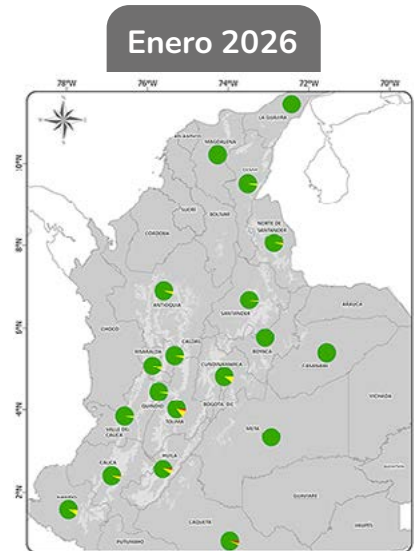 Enero 2026
78°W 76°W 74°W 72°W 70°W
LA GUAJIRA
ATLANTICO
MAGDALENA
CESAR
10°N
SUCRE
BOLIVAR
NORTE DE
SANTANDER
CORDOBA
8°N
ANTIOQUIA
SANTANDER
ARAUCA
6°N
CHOCO
CALDAS
RISARALDA
BOYACA
CUNDINAMARCA
CASANARE
VICHADA
QUINDIO
BOGOTA, D.C.
TOLIMA
4°N
VALLE DEL
CAUCA
META
HUILA
CAUCA
GUAVIARE
2°N
NARIÑO
CAQUETA
VAUPES
PUTUMAYO